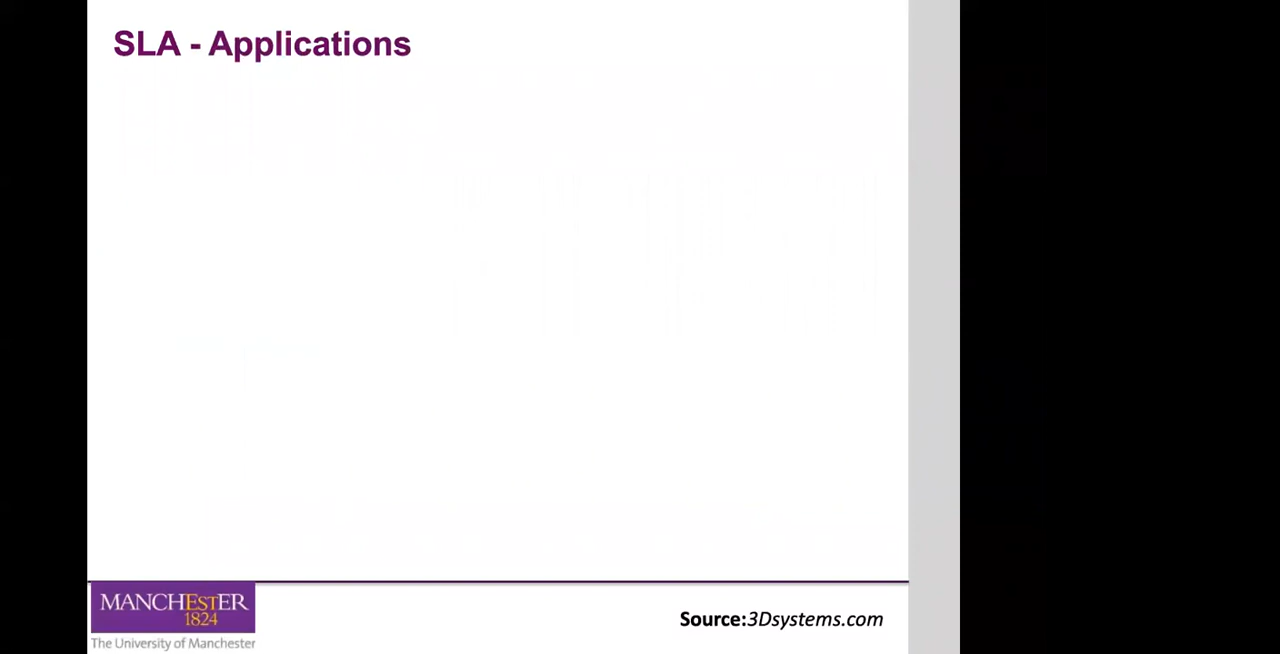 SLA - Applications
MANCHESTER
1824
The University of Manchester
Source:3Dsystems.com